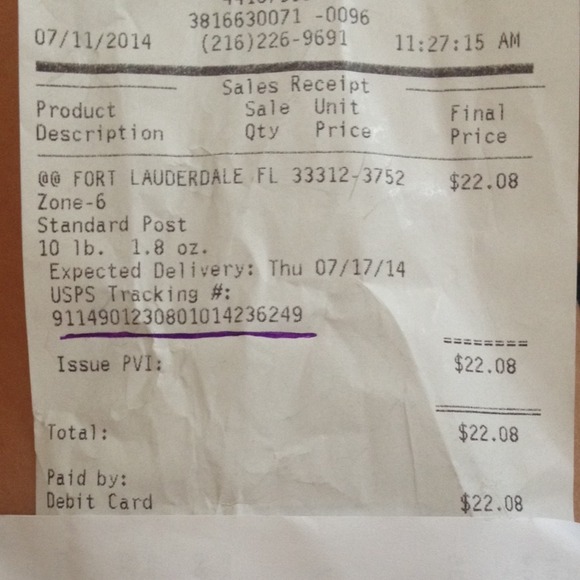 3816630071 -0096
07/11/2014 (216)226-9691 11:27:15 AM
Sales Receipt
Product Sale Unit Final
Description Qty Price Price
@@ FORT LAUDERDALE FL 33312-3752 $22.08
Zone-6
Standard Post
10 lb. 1.8 oz.
Expected Delivery: Thu 07/17/14
USPS Tracking #:
9114901230801014236249
========
Issue PVI: $22.08
========
Total: $22.08
Paid by:
Debit Card $22.08